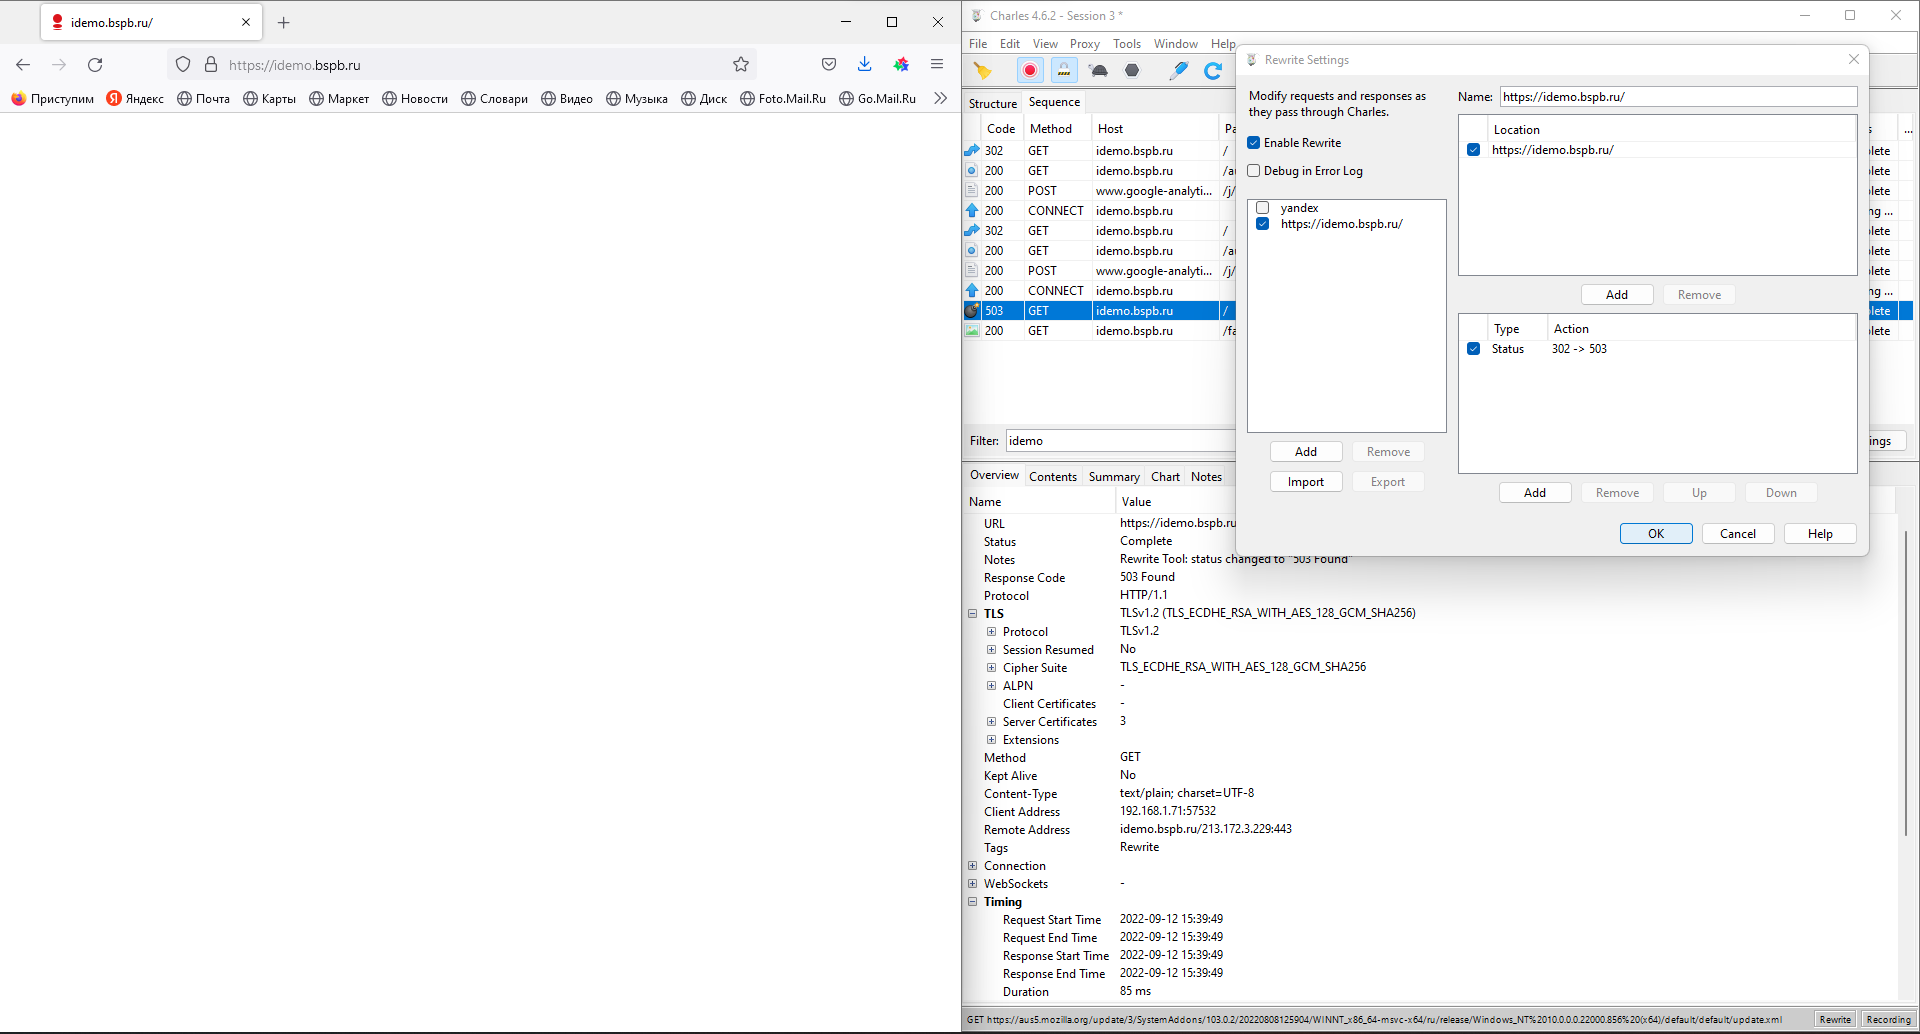 idemo.bspb.ru/
https://idemo.bspb.ru
Приступим Яндекс Почта Карты Маркет Новости Словари Видео Музыка Диск Foto.Mail.Ru Go.Mail.Ru
Charles 4.6.2 - Session 3 *
File Edit View Proxy Tools Window Help
Structure Sequence
Code Method Host
302 GET idemo.bspb.ru /
200 GET idemo.bspb.ru
200 POST www.google-analyti... /j/
200 CONNECT idemo.bspb.ru
302 GET idemo.bspb.ru /
200 GET idemo.bspb.ru
200 POST www.google-analyti... /j/
200 CONNECT idemo.bspb.ru
503 GET idemo.bspb.ru /
200 GET idemo.bspb.ru
Filter: idemo
Rewrite Settings
Modify requests and responses as
they pass through Charles.
Enable Rewrite
Debug in Error Log
yandex
https://idemo.bspb.ru/
Add Remove
Import Export
Name: https://idemo.bspb.ru/
Location
https://idemo.bspb.ru/
Add Remove
Type Action
Status 302 -> 503
Add Remove Up Down
OK Cancel Help
Overview Contents Summary Chart Notes
Name Value
URL https://idemo.bspb.ru
Status Complete
Notes Rewrite Tool: status changed to "503 Found"
Response Code 503 Found
Protocol HTTP/1.1
TLS TLSv1.2 (TLS_ECDHE_RSA_WITH_AES_128_GCM_SHA256)
Protocol TLSv1.2
Session Resumed No
Cipher Suite TLS_ECDHE_RSA_WITH_AES_128_GCM_SHA256
ALPN -
Client Certificates -
Server Certificates 3
Extensions
Method GET
Kept Alive No
Content-Type text/plain; charset=UTF-8
Client Address 192.168.1.71:57532
Remote Address idemo.bspb.ru/213.172.3.229:443
Tags Rewrite
Connection
WebSockets -
Timing
Request Start Time 2022-09-12 15:39:49
Request End Time 2022-09-12 15:39:49
Response Start Time 2022-09-12 15:39:49
Response End Time 2022-09-12 15:39:49
Duration 85 ms
GET https://aus5.mozilla.org/update/3/SystemAddons/103.0.2/20220808125904/WINNT_x86_64-msvc-x64/ru/release/Windows_NT%2010.0.0.0.22000.856%20(x64)/default/default/update.xml Rewrite Recording